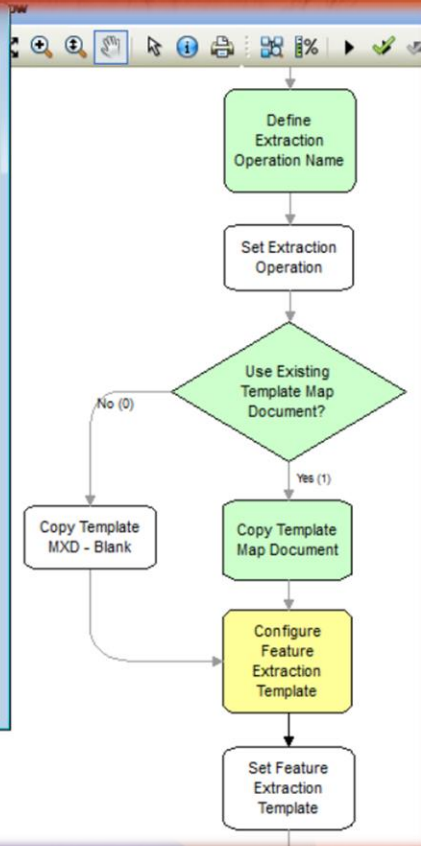 Define
Extraction
Operation Name
Set Extraction
Operation
Use Existing
Template Map
Document?
No (0)
Yes (1)
Copy Template
MXD - Blank
Copy Template
Map Document
Configure
Feature
Extraction
Template
Set Feature
Extraction
Template